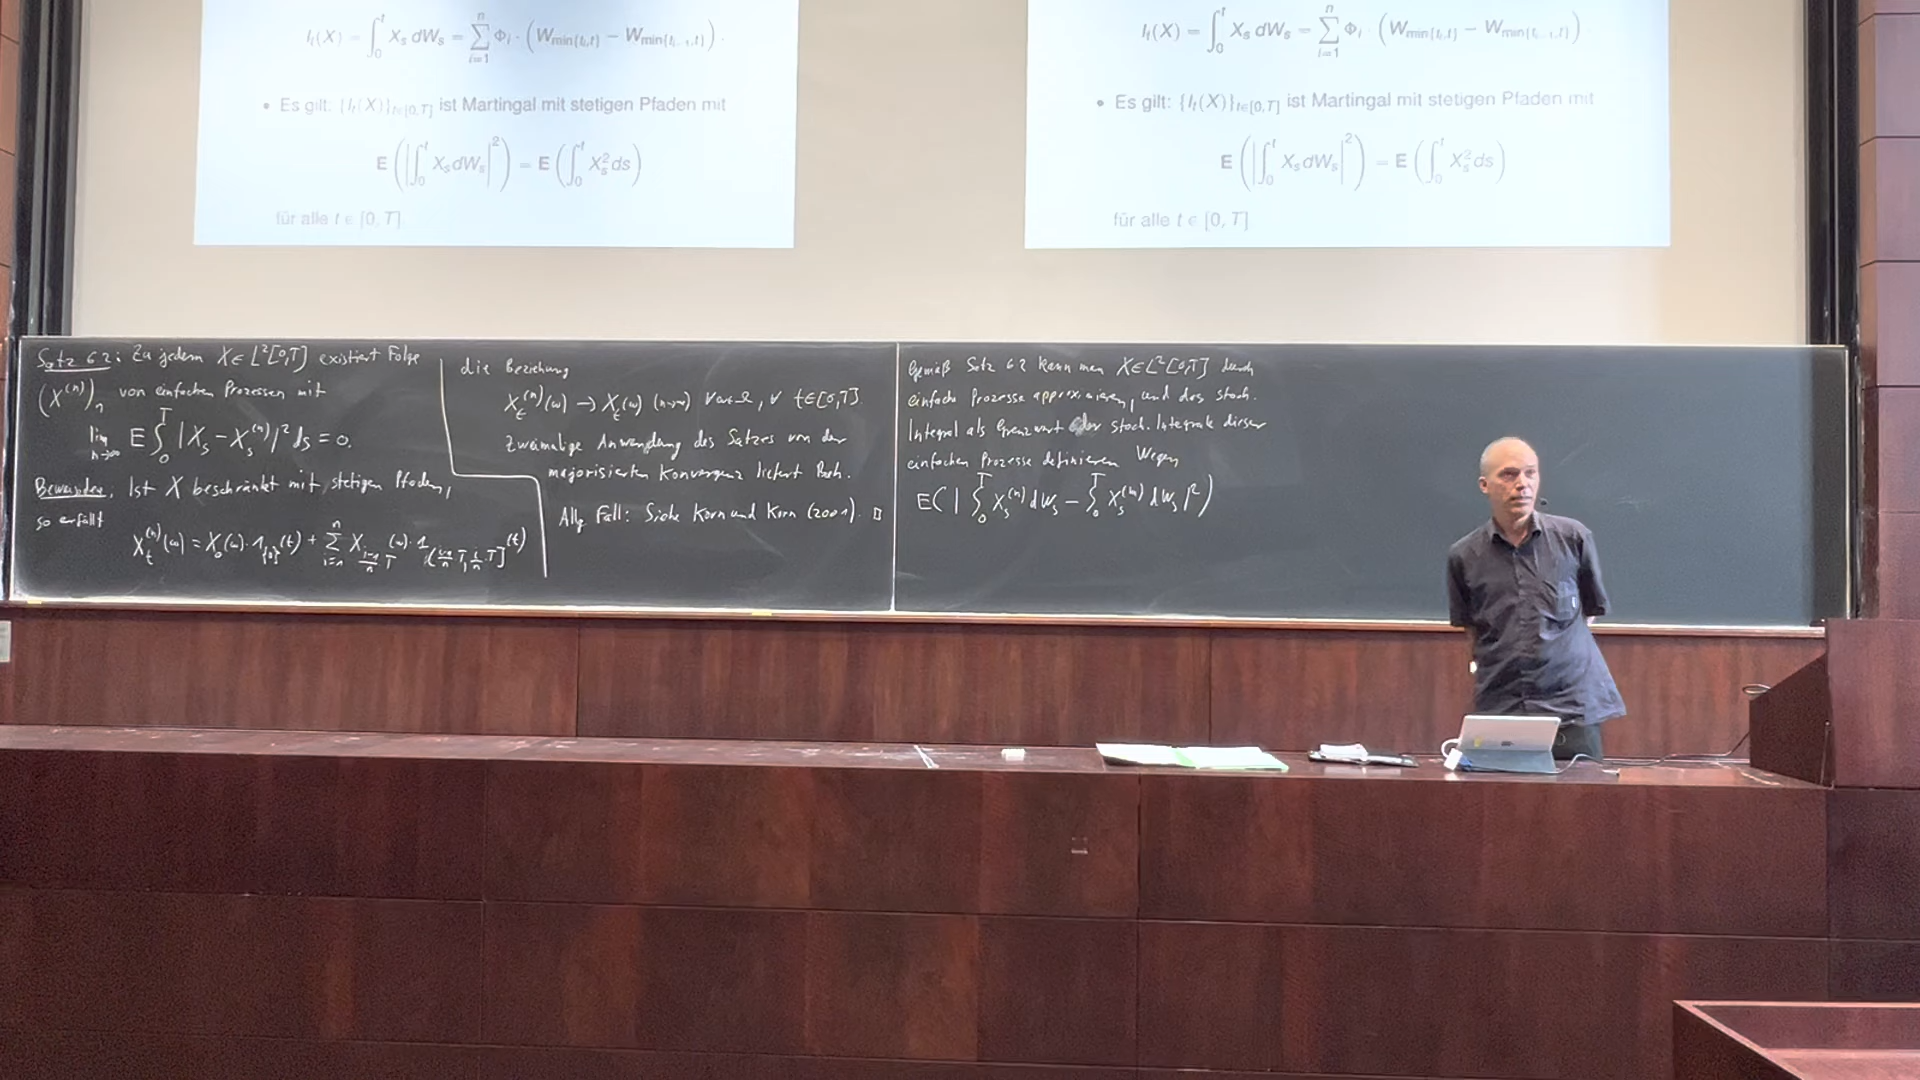 I_t(X) = ∫_0^t X_s dW_s = ∑_{i=1}^n Φ_i · (W_{min{t_i,t}} − W_{min{t_{i−1},t}}).
• Es gilt: {I_t(X)}_{t∈[0,T]} ist Martingal mit stetigen Pfaden mit
E(|∫_0^t X_s dW_s|^2) = E(∫_0^t X_s^2 ds)
für alle t ∈ [0, T].
I_t(X) = ∫_0^t X_s dW_s = ∑_{i=1}^n Φ_i · (W_{min{t_i,t}} − W_{min{t_{i−1},t}})
• Es gilt: {I_t(X)}_{t∈[0,T]} ist Martingal mit stetigen Pfaden mit
E(|∫_0^t X_s dW_s|^2) = E(∫_0^t X_s^2 ds)
für alle t ∈ [0, T]
Satz 6.2: Zu jedem X ∈ L^2[0,T] existiert Folge
(X^{(n)})_n von einfachen Prozessen mit
lim_{n→∞} E ∫_0^T |X_s − X_s^{(n)}|^2 ds = 0.
Beweisidee: Ist X beschränkt mit stetigen Pfaden,
so erfüllt
X_t^{(n)}(ω) = X_0(ω) · 1_{{0}}(t) + ∑_{i=1}^n X_{\frac{i−1}{n}T}(ω) · 1_{(\frac{i−1}{n}T, \frac{i}{n}T]}(t)
die Beziehung
X_t^{(n)}(ω) → X_t(ω) (n→∞) ∀ω∈Ω, ∀ t∈[0,T].
Zweimalige Anwendung des Satzes von der
majorisierten Konvergenz liefert Beh.
Allg. Fall: Siehe Korn und Korn (2001). □
Gemäß Satz 6.2 kann man X∈L^2[0,T] durch
einfache Prozesse approximieren, und das stoch.
Integral als Grenzwert der stoch. Integrale dieser
einfachen Prozesse definieren. Wegen
E(|∫_0^T X_s^{(n)} dW_s − ∫_0^T X_s^{(m)} dW_s|^2)